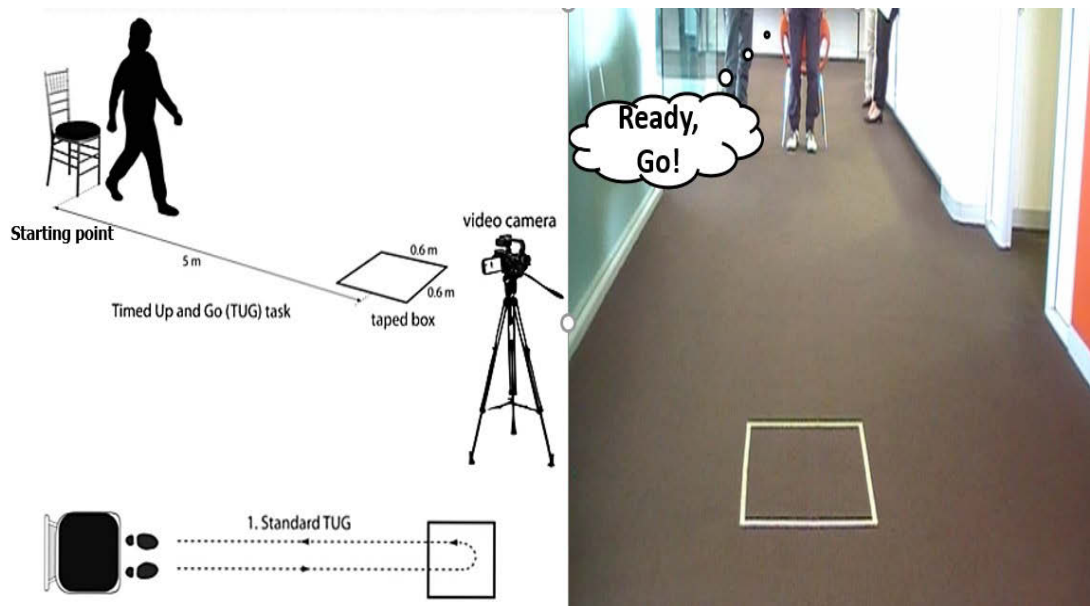 Starting point
5 m
Timed Up and Go (TUG) task
0.6 m
0.6 m
taped box
video camera
1. Standard TUG
Ready,
Go!